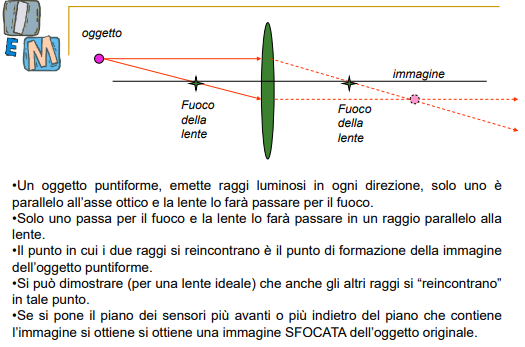 I
E
M
oggetto
immagine
Fuoco
della
lente
Fuoco
della
lente
•Un oggetto puntiforme, emette raggi luminosi in ogni direzione, solo uno è
parallelo all'asse ottico e la lente lo farà passare per il fuoco.
•Solo uno passa per il fuoco e la lente lo farà passare in un raggio parallelo alla
lente.
•Il punto in cui i due raggi si reincontrano è il punto di formazione della immagine
dell'oggetto puntiforme.
•Si può dimostrare (per una lente ideale) che anche gli altri raggi si “reincontrano”
in tale punto.
•Se si pone il piano dei sensori più avanti o più indietro del piano che contiene
l'immagine si ottiene si ottiene una immagine SFOCATA dell'oggetto originale.